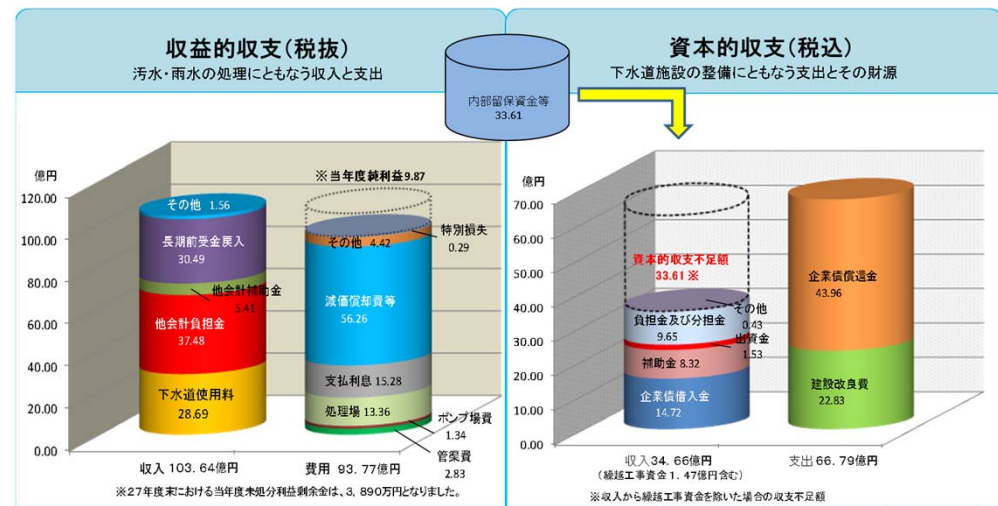 収益的収支(税抜)
汚水・雨水の処理にともなう収入と支出
内部留保資金等
33.61
資本的収支(税込)
下水道施設の整備にともなう支出とその財源
億円
120.00
100.00
80.00
60.00
40.00
20.00
0.00
※当年度純利益9.87
その他 1.56
長期前受金戻入
30.49
他会計補助金
5.41
他会計負担金
37.48
下水道使用料
28.69
特別損失
0.29
その他 4.42
減価償却費等
56.26
支払利息 15.28
処理場 13.36
ポンプ場費
1.34
管渠費
2.83
収入 103.64億円
費用 93.77億円
※27年度末における当年度未処分利益剰余金は、3,890万円となりました。
億円
70.00
60.00
50.00
40.00
30.00
20.00
10.00
0.00
資本的収支不足額
33.61 ※
その他
0.43
負担金及び分担金
9.65
出資金
1.53
補助金 8.32
企業債借入金
14.72
企業債償還金
43.96
建設改良費
22.83
収入34.66億円
(繰越工事資金1.47億円含む)
支出66.79億円
※収入から繰越工事資金を除いた場合の収支不足額